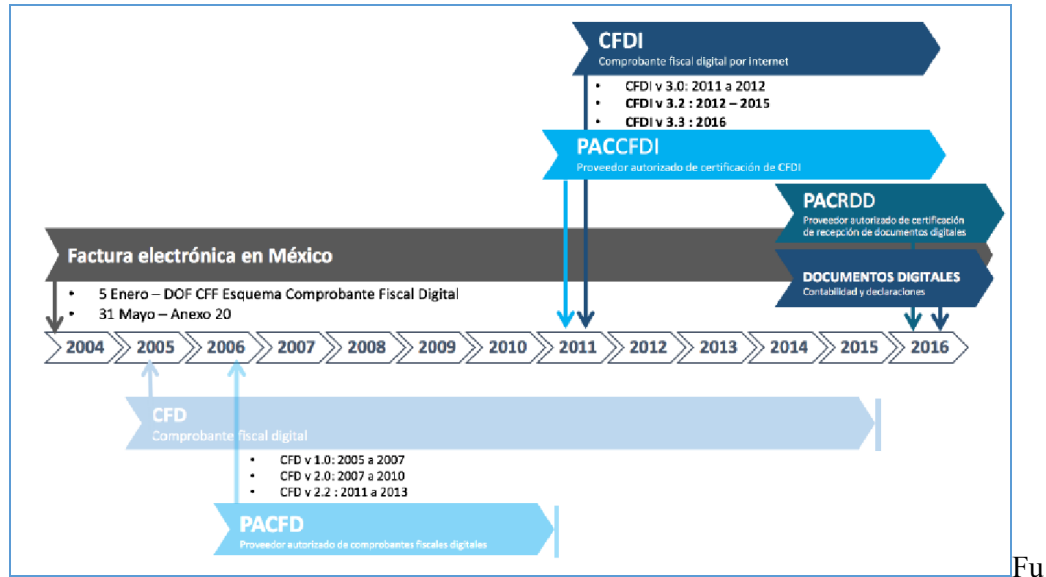 CFDI
Comprobante fiscal digital por internet
• CFDI v 3.0: 2011 a 2012
• CFDI v 3.2 : 2012 – 2015
• CFDI v 3.3 : 2016
PACCFDI
Proveedor autorizado de certificación de CFDI
PACRDD
Proveedor autorizado de certificación
de recepción de documentos digitales
Factura electrónica en México
DOCUMENTOS DIGITALES
Contabilidad y declaraciones
• 5 Enero – DOF CFF Esquema Comprobante Fiscal Digital
• 31 Mayo – Anexo 20
2004 2005 2006 2007 2008 2009 2010 2011 2012 2013 2014 2015 2016
CFD
Comprobante fiscal digital
• CFD v 1.0: 2005 a 2007
• CFD v 2.0: 2007 a 2010
• CFD v 2.2 : 2011 a 2013
PACFD
Proveedor autorizado de comprobantes fiscales digitales
Fu